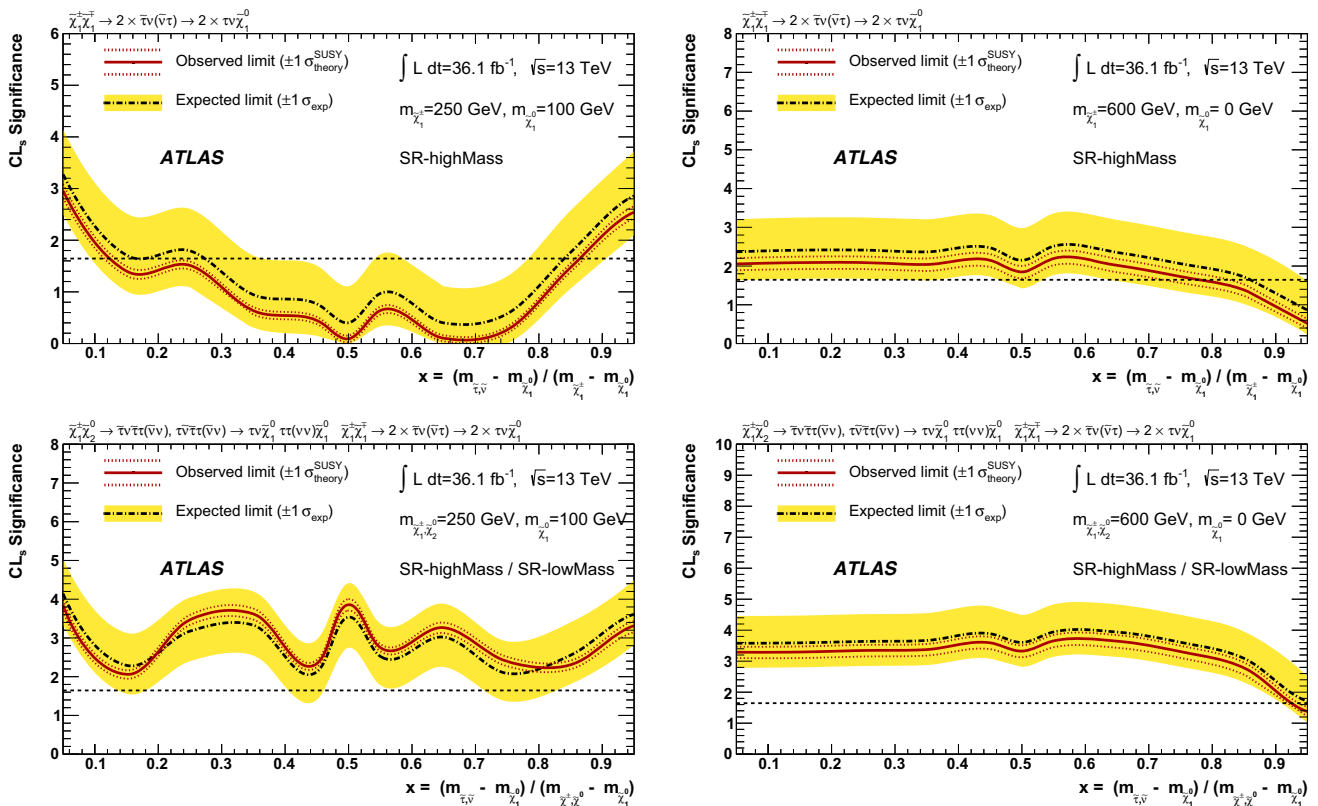 χ̃₁±χ̃₁∓ → 2 × τ̃ν(ν̃τ) → 2 × τνχ̃₁⁰
CLₛ Significance
6
5
4
3
2
1
0
Observed limit (±1 σ_theory^SUSY)
Expected limit (±1 σ_exp)
∫ L dt=36.1 fb⁻¹, √s=13 TeV
m_χ̃₁±=250 GeV, m_χ̃₁⁰=100 GeV
ATLAS
SR-highMass
0.1 0.2 0.3 0.4 0.5 0.6 0.7 0.8 0.9
x = (m_τ̃,ν̃ - m_χ̃₁⁰) / (m_χ̃₁± - m_χ̃₁⁰)
χ̃₁±χ̃₁∓ → 2 × τ̃ν(ν̃τ) → 2 × τνχ̃₁⁰
CLₛ Significance
8
7
6
5
4
3
2
1
0
Observed limit (±1 σ_theory^SUSY)
Expected limit (±1 σ_exp)
∫ L dt=36.1 fb⁻¹, √s=13 TeV
m_χ̃₁±=600 GeV, m_χ̃₁⁰= 0 GeV
ATLAS
SR-highMass
0.1 0.2 0.3 0.4 0.5 0.6 0.7 0.8 0.9
x = (m_τ̃,ν̃ - m_χ̃₁⁰) / (m_χ̃₁± - m_χ̃₁⁰)
χ̃₁±χ̃₂⁰ → τ̃ντ̃τ(ν̃ν), τν̃τ̃τ(ν̃ν) → τνχ̃₁⁰ ττ(νν)χ̃₁⁰ χ̃₁±χ̃₁∓ → 2 × τ̃ν(ν̃τ) → 2 × τνχ̃₁⁰
CLₛ Significance
8
7
6
5
4
3
2
1
0
Observed limit (±1 σ_theory^SUSY)
Expected limit (±1 σ_exp)
∫ L dt=36.1 fb⁻¹, √s=13 TeV
m_χ̃₁±,χ̃₂⁰=250 GeV, m_χ̃₁⁰=100 GeV
ATLAS
SR-highMass / SR-lowMass
0.1 0.2 0.3 0.4 0.5 0.6 0.7 0.8 0.9
x = (m_τ̃,ν̃ - m_χ̃₁⁰) / (m_χ̃±,χ̃⁰ - m_χ̃₁⁰)
χ̃₁±χ̃₂⁰ → τ̃ντ̃τ(ν̃ν), τν̃τ̃τ(ν̃ν) → τνχ̃₁⁰ ττ(νν)χ̃₁⁰ χ̃₁±χ̃₁∓ → 2 × τ̃ν(ν̃τ) → 2 × τνχ̃₁⁰
CLₛ Significance
10
9
8
7
6
5
4
3
2
1
0
Observed limit (±1 σ_theory^SUSY)
Expected limit (±1 σ_exp)
∫ L dt=36.1 fb⁻¹, √s=13 TeV
m_χ̃₁±,χ̃₂⁰=600 GeV, m_χ̃₁⁰= 0 GeV
ATLAS
SR-highMass / SR-lowMass
0.1 0.2 0.3 0.4 0.5 0.6 0.7 0.8 0.9
x = (m_τ̃,ν̃ - m_χ̃₁⁰) / (m_χ̃±,χ̃⁰ - m_χ̃₁⁰)